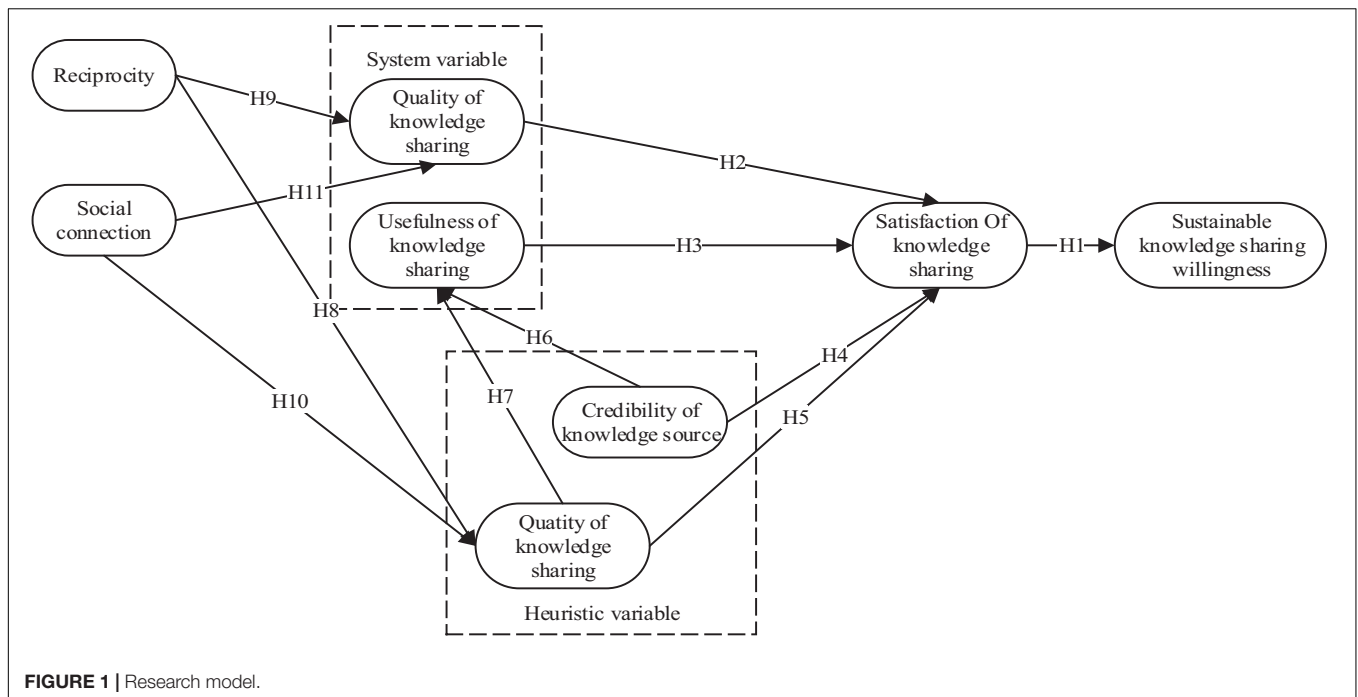 System variable
Reciprocity
H9
Quality of
knowledge
sharing
H2
H11
Social
connection
Usefulness of
knowledge
sharing
H3
Satisfaction Of
knowledge
sharing
H1
Sustainable
knowledge sharing
willingness
H8
H6
H4
H7
H10
Credibility of
knowledge source
H5
Quatity of
knowledge
sharing
Heuristic variable
FIGURE 1 | Research model.